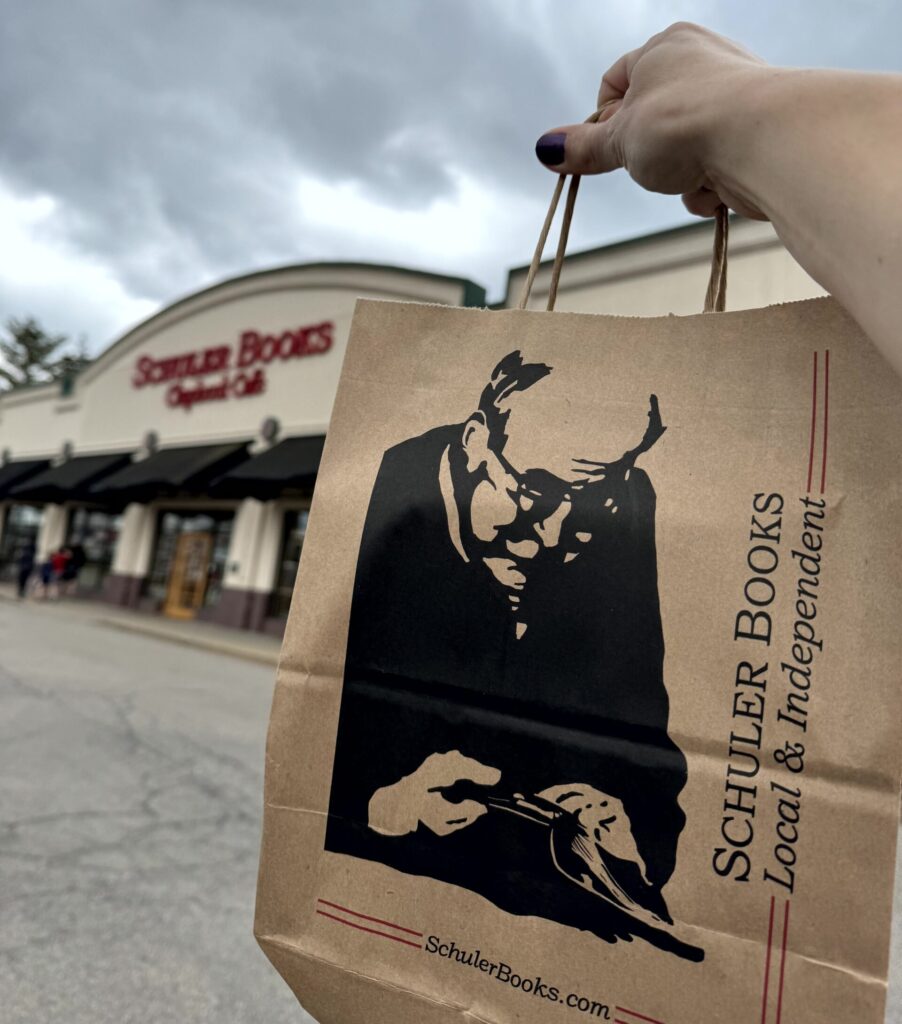 SCHULER BOOKS
Chapbook Café
SCHULER BOOKS
Local & Independent
SchulerBooks.com